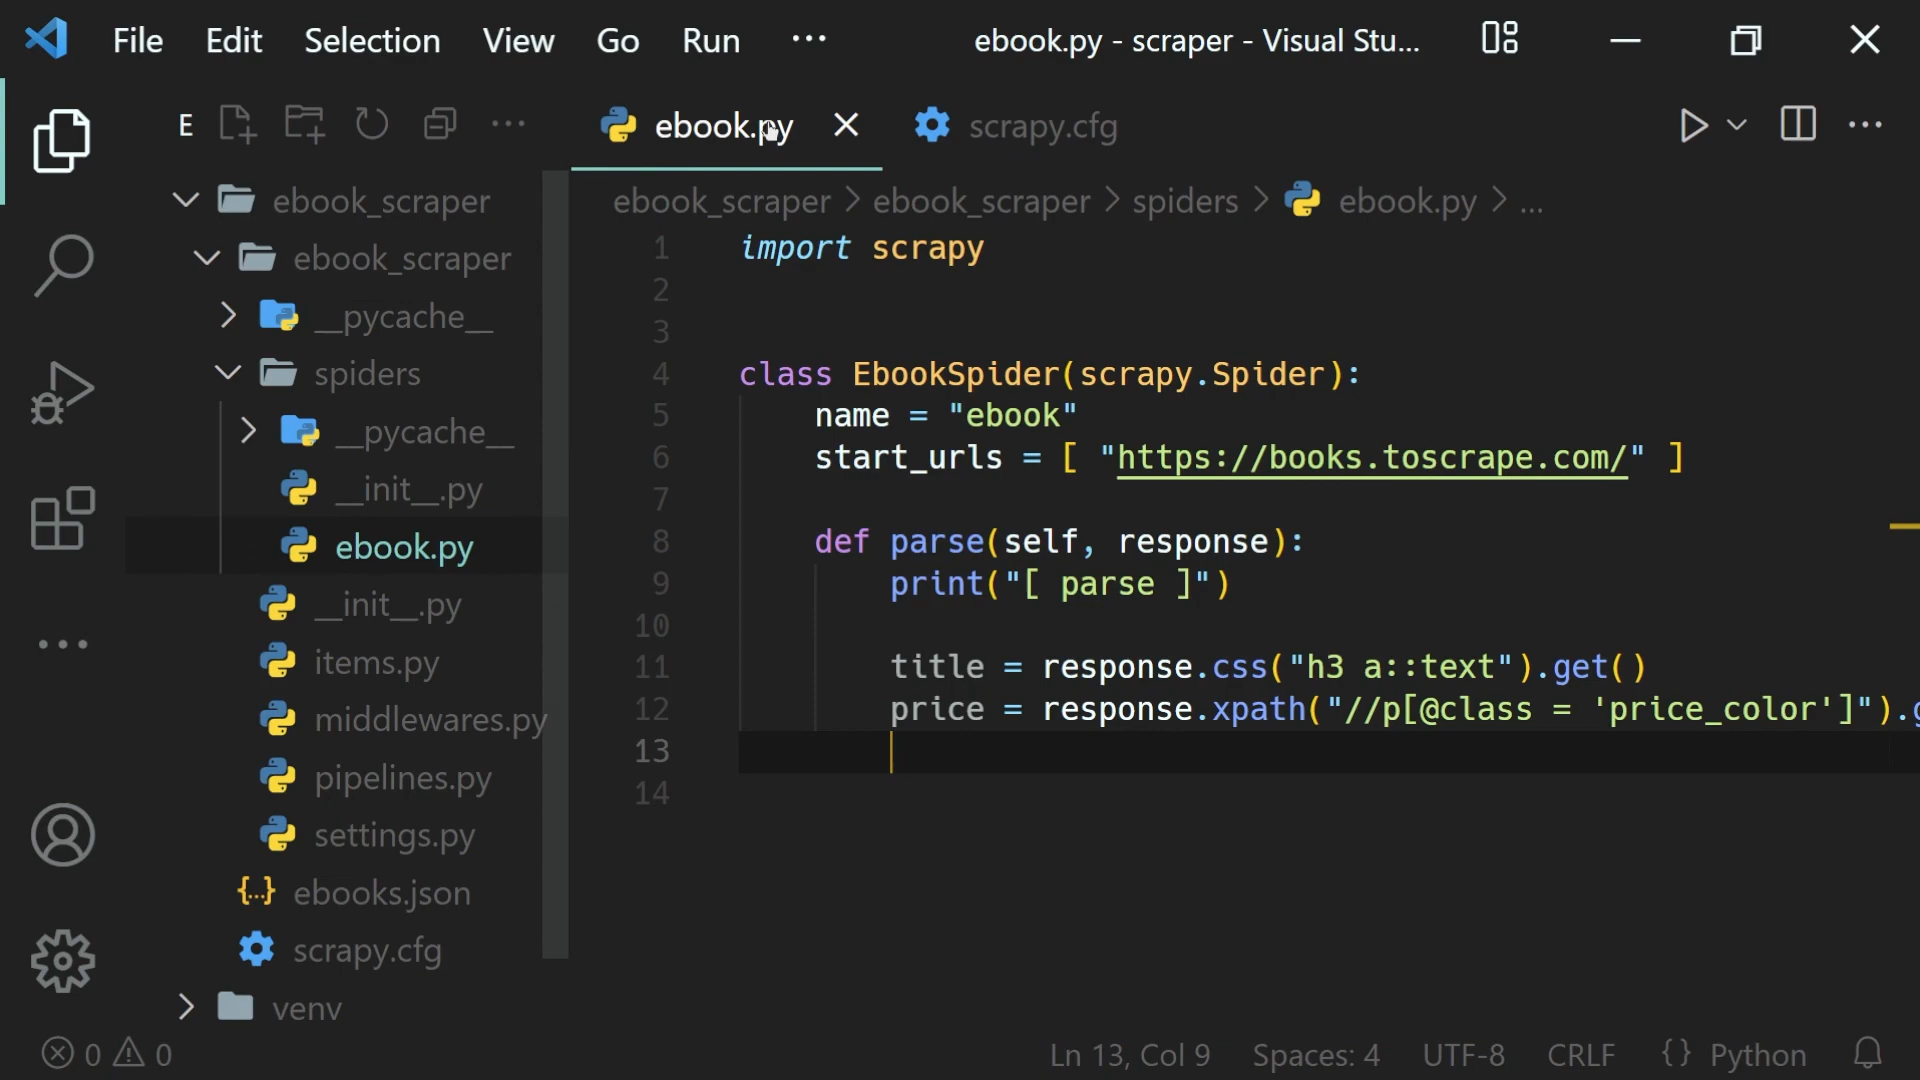 File Edit Selection View Go Run ··· ebook.py - scraper - Visual Stu...
E ebook.py scrapy.cfg
ebook_scraper > ebook_scraper > spiders > ebook.py > ...
ebook_scraper
ebook_scraper
__pycache__
spiders
__pycache__
__init__.py
ebook.py
__init__.py
items.py
middlewares.py
pipelines.py
settings.py
{..} ebooks.json
scrapy.cfg
venv
1 import scrapy
2
3
4 class EbookSpider(scrapy.Spider):
5 name = "ebook"
6 start_urls = [ "https://books.toscrape.com/" ]
7
8 def parse(self, response):
9 print("[ parse ]")
10
11 title = response.css("h3 a::text").get()
12 price = response.xpath("//p[@class = 'price_color']").g
13
14
0 0 Ln 13, Col 9 Spaces: 4 UTF-8 CRLF {} Python